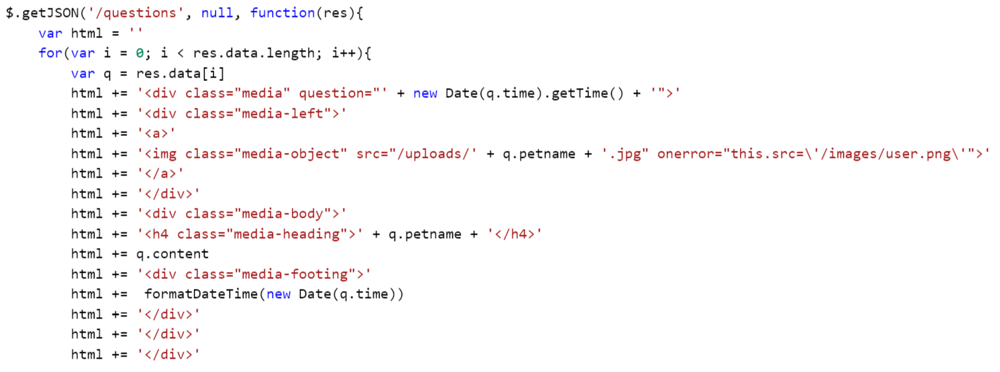 $.getJSON('/questions', null, function(res){
    var html = ''
    for(var i = 0; i < res.data.length; i++){
        var q = res.data[i]
        html += '<div class="media" question="' + new Date(q.time).getTime() + '">'
        html += '<div class="media-left">'
        html += '<a>'
        html += '<img class="media-object" src="/uploads/' + q.petname + '.jpg" onerror="this.src=\'/images/user.png\'">'
        html += '</a>'
        html += '</div>'
        html += '<div class="media-body">'
        html += '<h4 class="media-heading">' + q.petname + '</h4>'
        html += q.content
        html += '<div class="media-footing">'
        html +=  formatDateTime(new Date(q.time))
        html += '</div>'
        html += '</div>'
        html += '</div>'